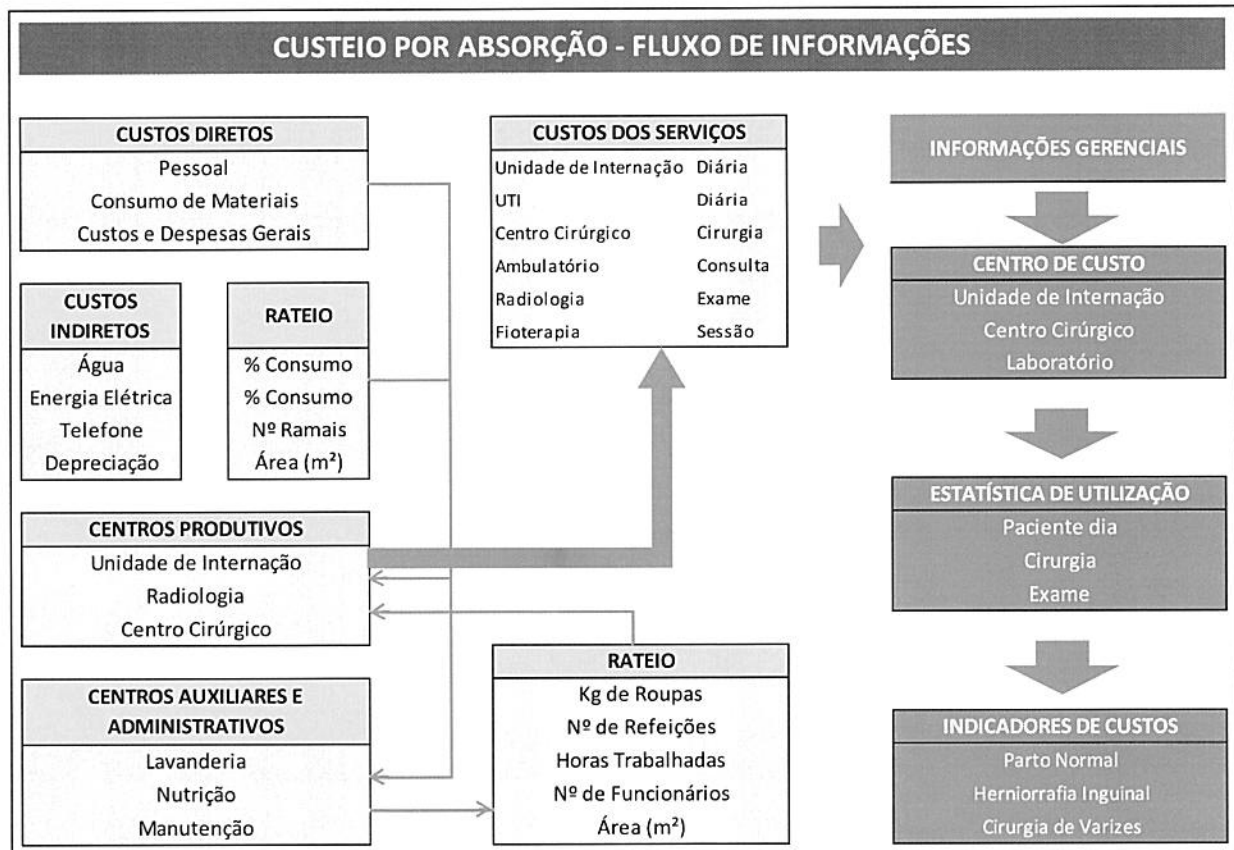 CUSTEIO POR ABSORÇÃO - FLUXO DE INFORMAÇÕES
CUSTOS DIRETOS
Pessoal
Consumo de Materiais
Custos e Despesas Gerais
CUSTOS
INDIRETOS
Água
Energia Elétrica
Telefone
Depreciação
RATEIO
% Consumo
% Consumo
Nº Ramais
Área (m²)
CENTROS PRODUTIVOS
Unidade de Internação
Radiologia
Centro Cirúrgico
CENTROS AUXILIARES E
ADMINISTRATIVOS
Lavanderia
Nutrição
Manutenção
CUSTOS DOS SERVIÇOS
Unidade de Internação Diária
UTI Diária
Centro Cirúrgico Cirurgia
Ambulatório Consulta
Radiologia Exame
Fioterapia Sessão
RATEIO
Kg de Roupas
Nº de Refeições
Horas Trabalhadas
Nº de Funcionários
Área (m²)
INFORMAÇÕES GERENCIAIS
CENTRO DE CUSTO
Unidade de Internação
Centro Cirúrgico
Laboratório
ESTATÍSTICA DE UTILIZAÇÃO
Paciente dia
Cirurgia
Exame
INDICADORES DE CUSTOS
Parto Normal
Herniorrafia Inguinal
Cirurgia de Varizes